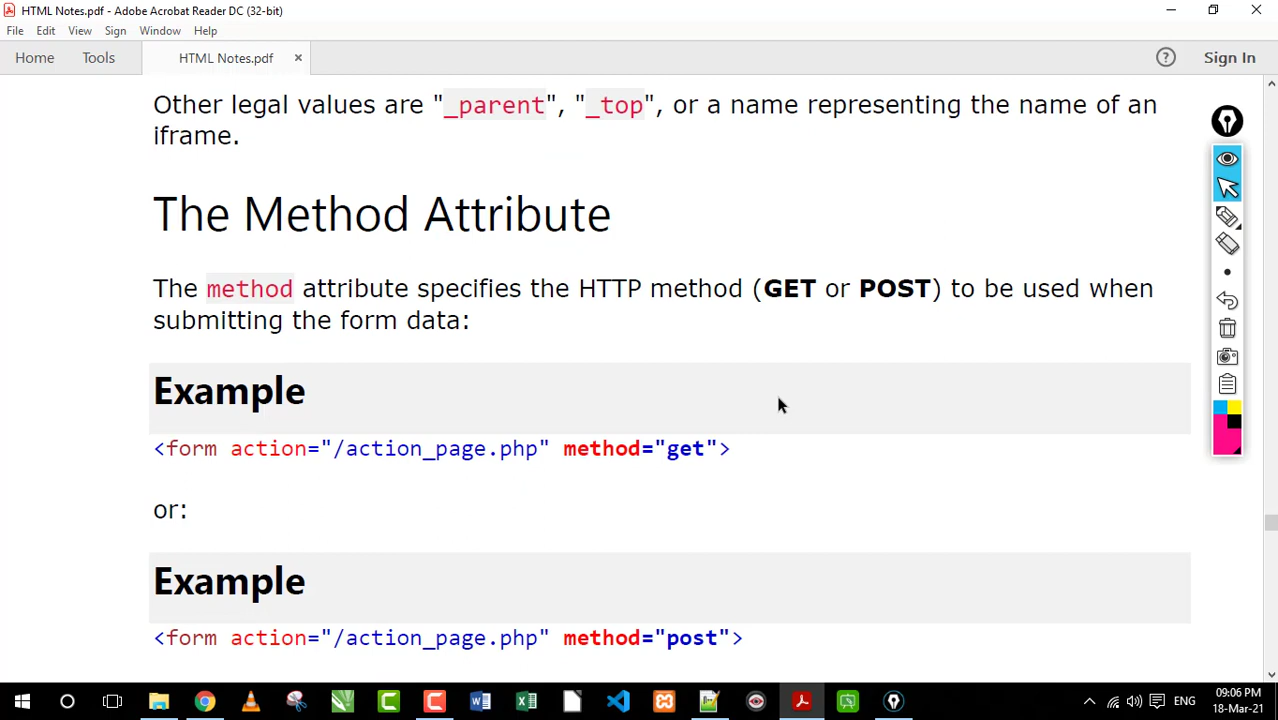 HTML Notes.pdf - Adobe Acrobat Reader DC (32-bit)
File Edit View Sign Window Help
Home Tools HTML Notes.pdf × ? Sign In
Other legal values are "_parent", "_top", or a name representing the name of an
iframe.
The Method Attribute
The method attribute specifies the HTTP method (GET or POST) to be used when
submitting the form data:
Example
<form action="/action_page.php" method="get">
or:
Example
<form action="/action_page.php" method="post">
ENG
09:06 PM
18-Mar-21